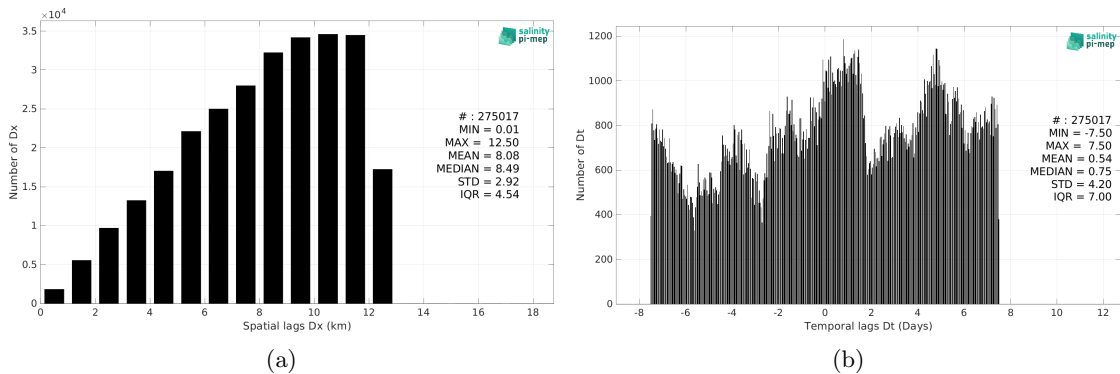 ×10⁴
3.5
3
2.5
2
1.5
1
0.5
0
0 2 4 6 8 10 12 14 16 18
Number of Dx
Spatial lags Dx (km)
salinity
pi-mep
# : 275017
MIN = 0.01
MAX = 12.50
MEAN = 8.08
MEDIAN = 8.49
STD = 2.92
IQR = 4.54
(a)
1200
1000
800
600
400
200
0
-8 -6 -4 -2 0 2 4 6 8 10 12
Number of Dt
Temporal lags Dt (Days)
salinity
pi-mep
# : 275017
MIN = -7.50
MAX = 7.50
MEAN = 0.54
MEDIAN = 0.75
STD = 4.20
IQR = 7.00
(b)